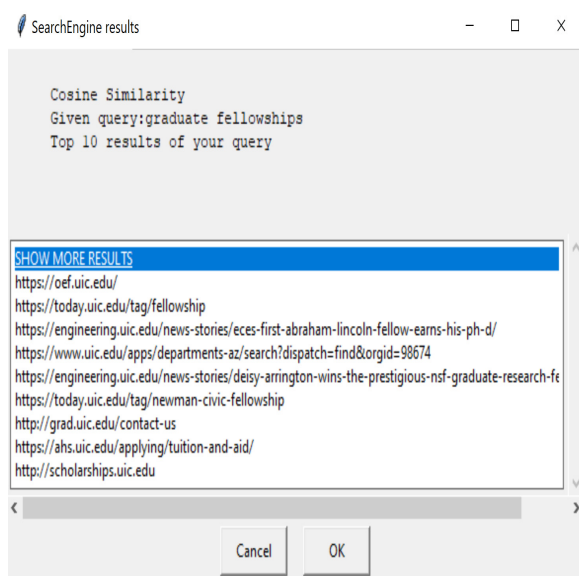 SearchEngine results
Cosine Similarity
Given query:graduate fellowships
Top 10 results of your query
SHOW MORE RESULTS
https://oef.uic.edu/
https://today.uic.edu/tag/fellowship
https://engineering.uic.edu/news-stories/eces-first-abraham-lincoln-fellow-earns-his-ph-d/
https://www.uic.edu/apps/departments-az/search?dispatch=find&orgid=98674
https://engineering.uic.edu/news-stories/deisy-arrington-wins-the-prestigious-nsf-graduate-research-fe
https://today.uic.edu/tag/newman-civic-fellowship
http://grad.uic.edu/contact-us
https://ahs.uic.edu/applying/tuition-and-aid/
http://scholarships.uic.edu
Cancel OK